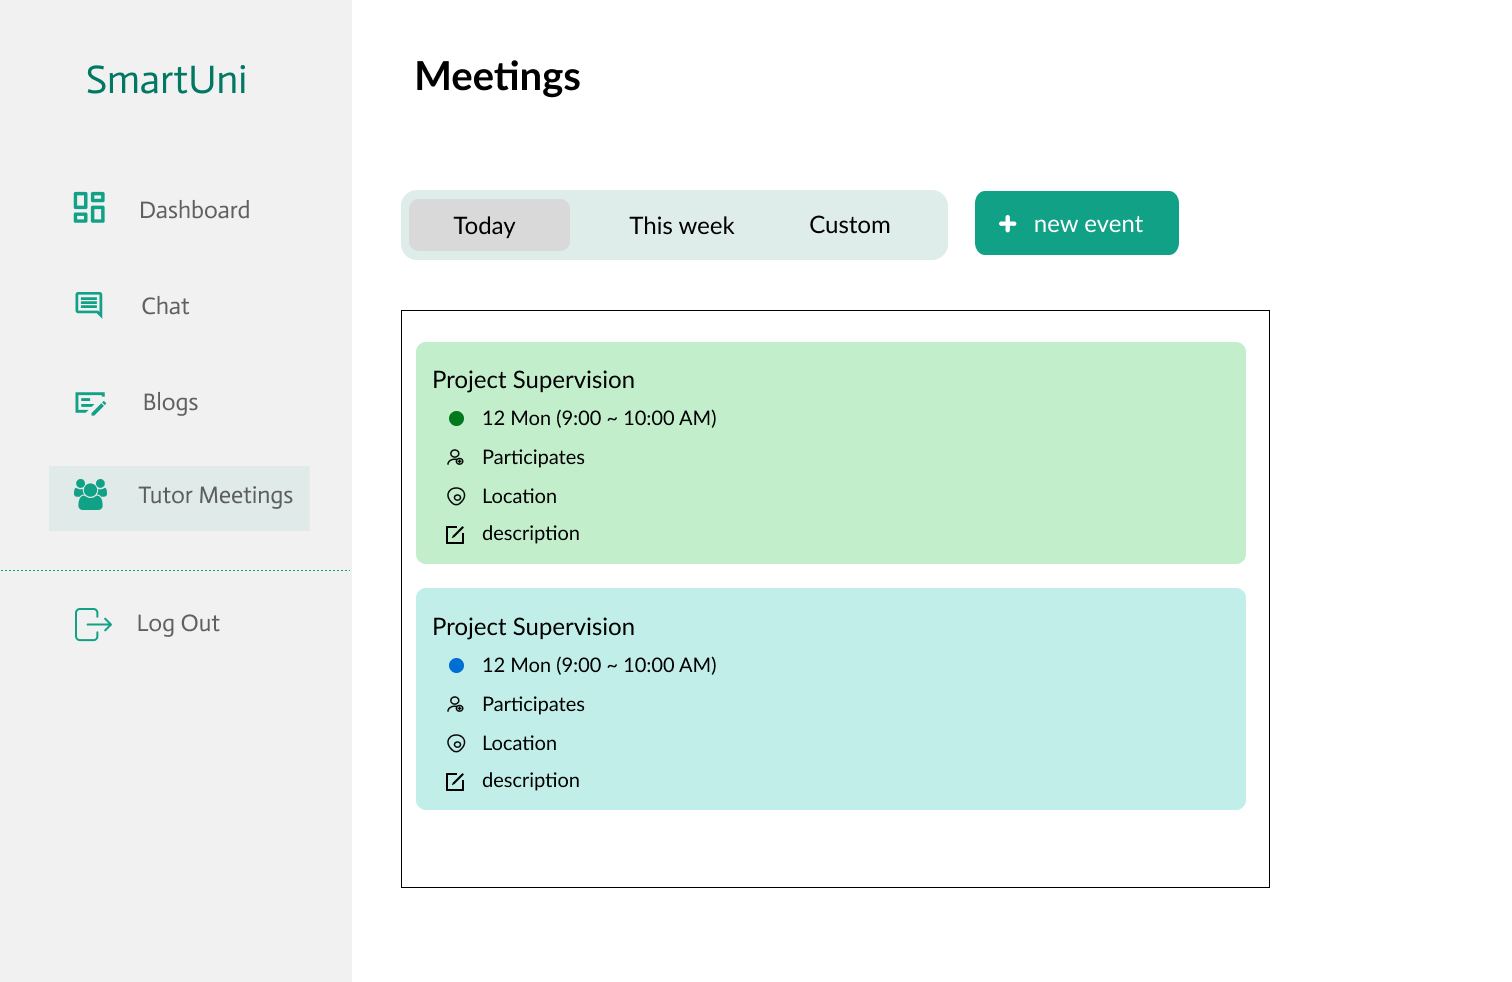 SmartUni
Dashboard
Chat
Blogs
Tutor Meetings
Log Out
Meetings
Today
This week
Custom
+ new event
Project Supervision
12 Mon (9:00 ~ 10:00 AM)
Participates
Location
description
Project Supervision
12 Mon (9:00 ~ 10:00 AM)
Participates
Location
description